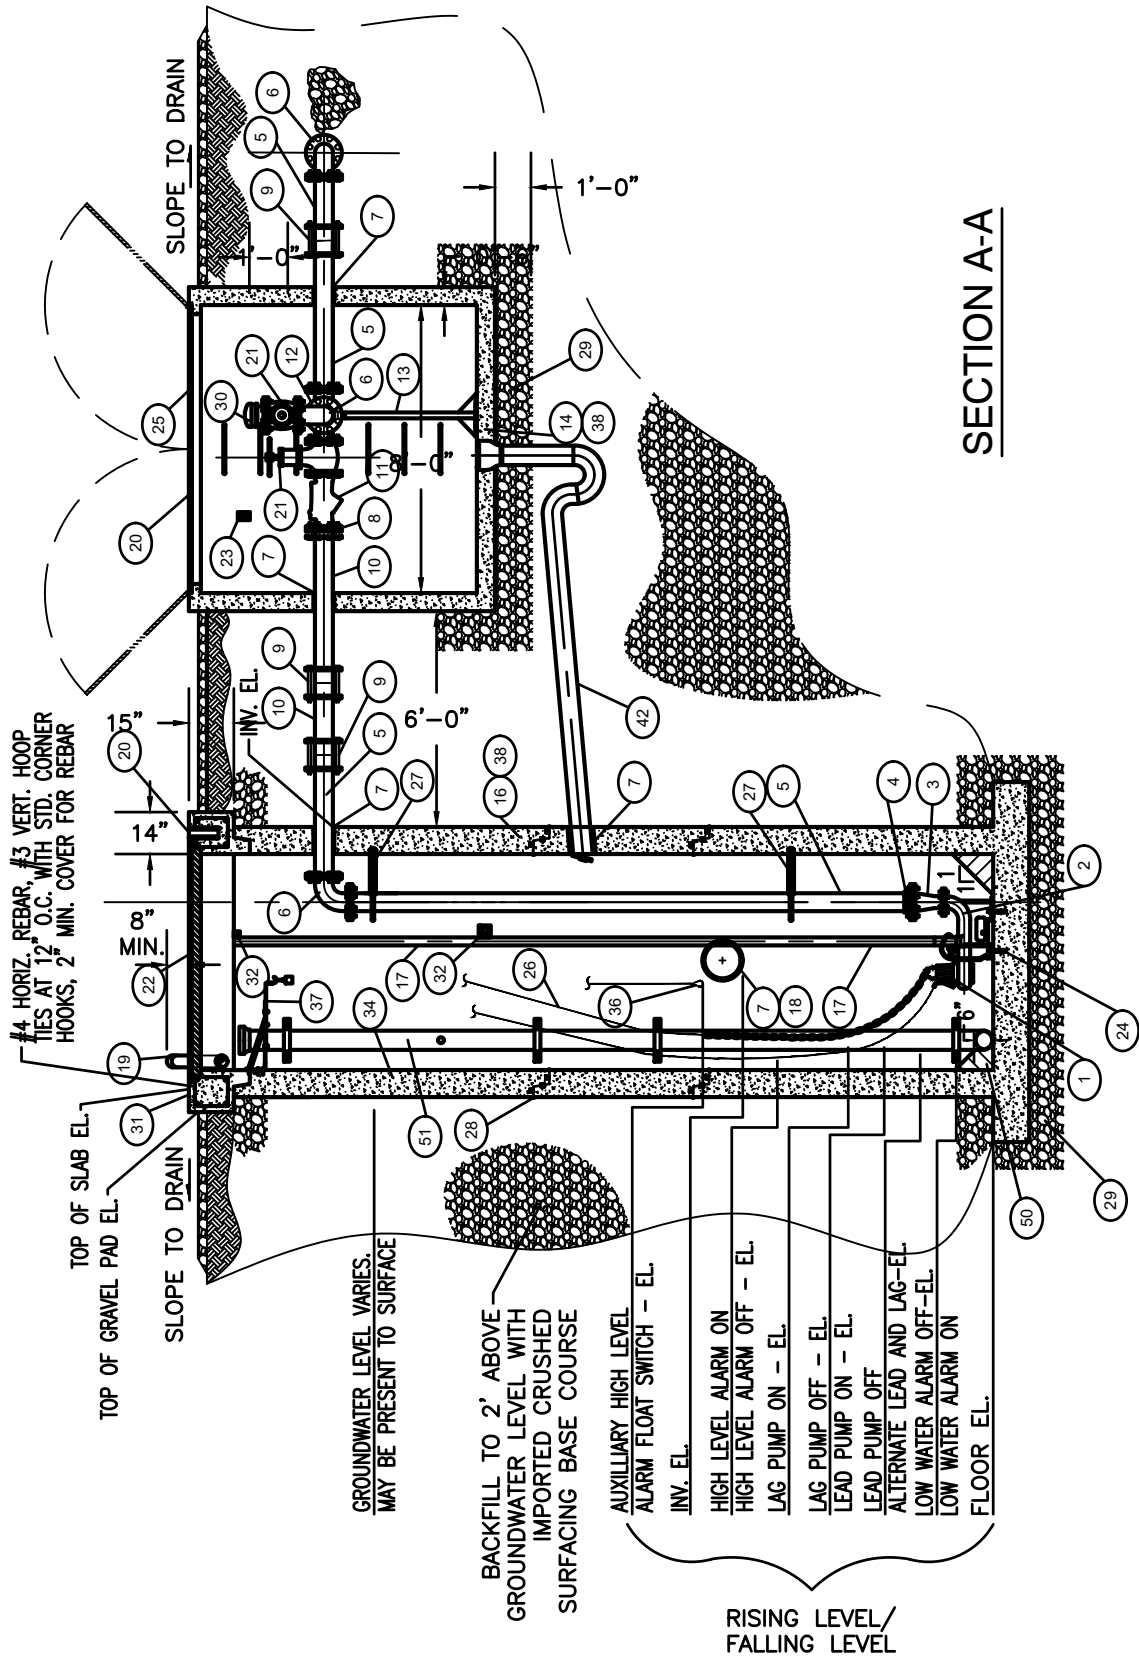 #4 HORIZ. REBAR, #3 VERT. HOOP
TIES AT 12" O.C. WITH STD. CORNER
HOOKS, 2" MIN. COVER FOR REBAR
TOP OF SLAB EL.
TOP OF GRAVEL PAD EL.
SLOPE TO DRAIN
31
19
22
8"
MIN.
14"
20
15"
INV. EL.
20
25
SLOPE TO DRAIN
32
37
34
6
7
5
9
10
9
6'-0"
27
7
10
8
23
21
11
8'-0"
30
21
12
6
13
5
7
9
5
6
1'-0"
1'-0"
GROUNDWATER LEVEL VARIES.
MAY BE PRESENT TO SURFACE
51
28
17
32
26
36
16
38
14
38
29
42
7
7
18
17
27
5
4
3
2
1
1
6"
24
1
50
29
BACKFILL TO 2' ABOVE
GROUNDWATER LEVEL WITH
IMPORTED CRUSHED
SURFACING BASE COURSE
AUXILLIARY HIGH LEVEL
ALARM FLOAT SWITCH - EL.
INV. EL.
HIGH LEVEL ALARM ON
HIGH LEVEL ALARM OFF - EL.
LAG PUMP ON - EL.
LAG PUMP OFF - EL.
LEAD PUMP ON - EL.
LEAD PUMP OFF
ALTERNATE LEAD AND LAG-EL.
LOW WATER ALARM OFF-EL.
LOW WATER ALARM ON
FLOOR EL.
RISING LEVEL/
FALLING LEVEL
SECTION A-A